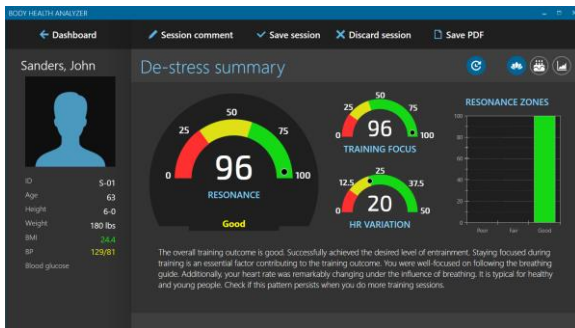 BODY HEALTH ANALYZER
Dashboard
Session comment
Save session
Discard session
Save PDF
Sanders, John
De-stress summary
ID S-01
Age 63
Height 6-0
Weight 180 lbs
BMI 24.4
BP 129/81
Blood glucose
0
25
50
75
100
96
RESONANCE
Good
0
25
50
75
100
96
TRAINING FOCUS
0
12.5
25
37.5
50
20
HR VARIATION
RESONANCE ZONES
100
80
60
40
20
0
Poor Fair Good
The overall training outcome is good. Successfully achieved the desired level of entrainment. Staying focused during
training is an essential factor contributing to the training outcome. You were well-focused on following the breathing
guide. Additionally, your heart rate was remarkably changing under the influence of breathing. It is typical for healthy
and young people. Check if this pattern persists when you do more training sessions.